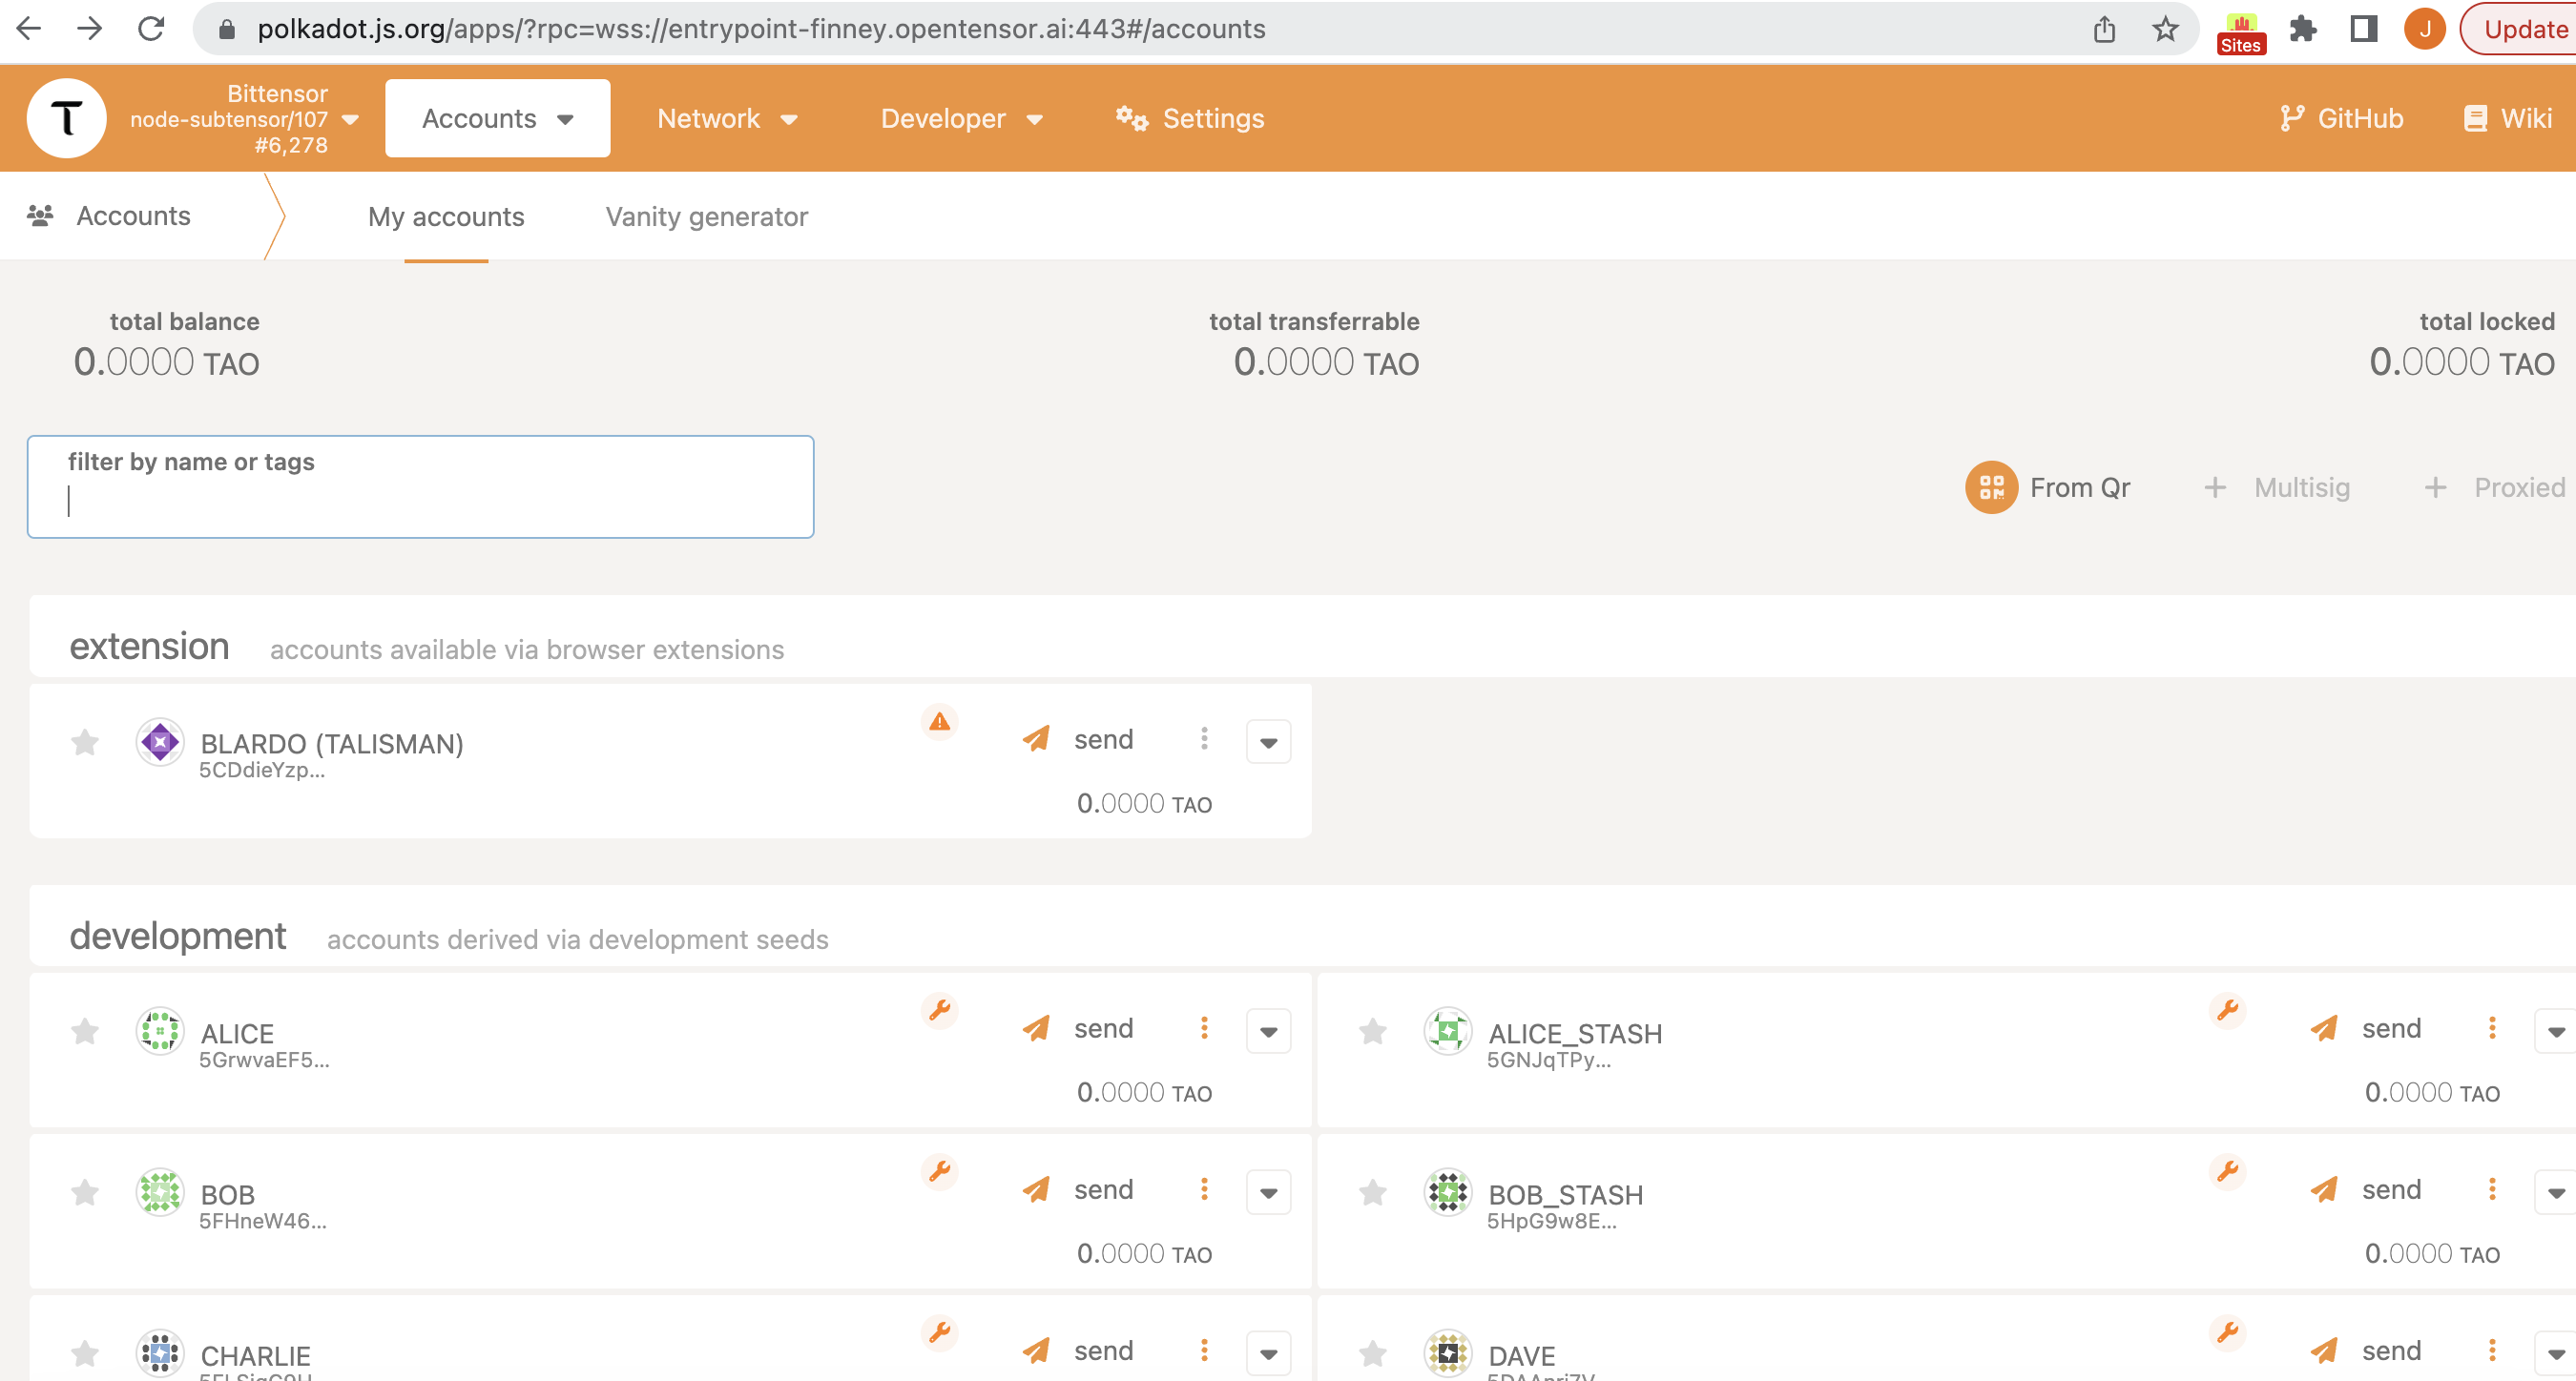 polkadot.js.org/apps/?rpc=wss://entrypoint-finney.opentensor.ai:443#/accounts
Sites
J
Update
Bittensor
node-subtensor/107
#6,278
Accounts
Network
Developer
Settings
GitHub
Wiki
Accounts
My accounts
Vanity generator
total balance
0.0000 TAO
total transferrable
0.0000 TAO
total locked
0.0000 TAO
filter by name or tags
From Qr
+ Multisig
+ Proxied
extension accounts available via browser extensions
BLARDO (TALISMAN)
5CDdieYzp...
send
0.0000 TAO
development accounts derived via development seeds
ALICE
5GrwvaEF5...
send
0.0000 TAO
ALICE_STASH
5GNJqTPy...
send
0.0000 TAO
BOB
5FHneW46...
send
0.0000 TAO
BOB_STASH
5HpG9w8E...
send
0.0000 TAO
CHARLIE
send
DAVE
send